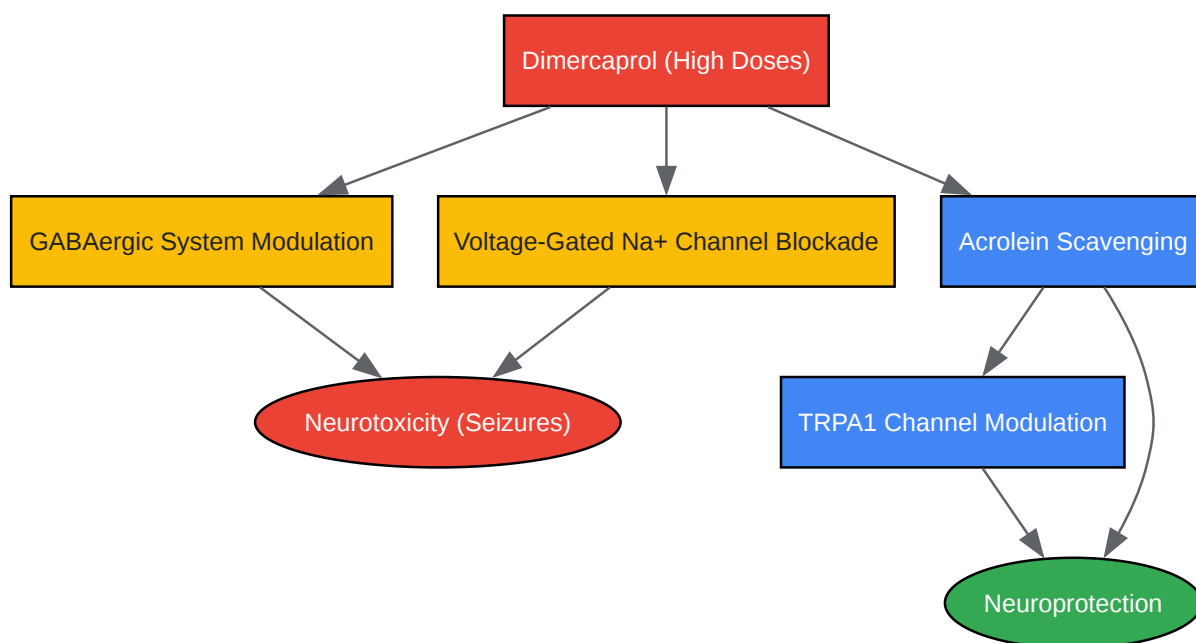 Dimercaprol (High Doses)
GABAergic System Modulation
Voltage-Gated Na+ Channel Blockade
Acrolein Scavenging
Neurotoxicity (Seizures)
TRPA1 Channel Modulation
Neuroprotection